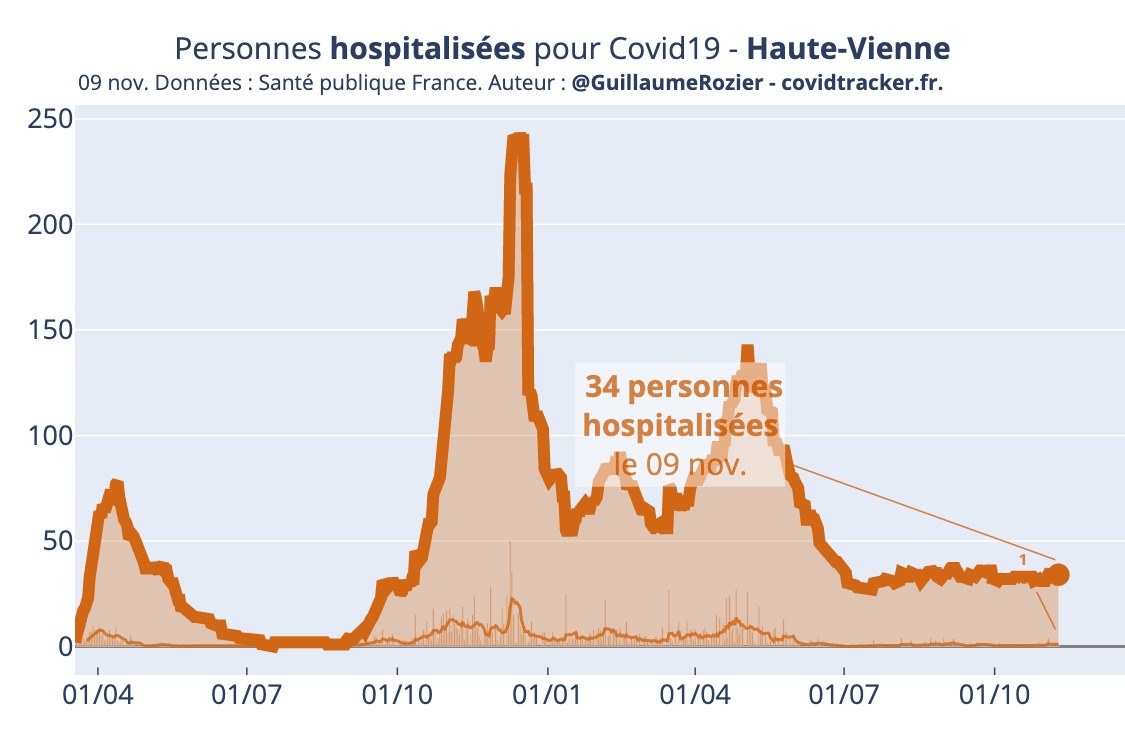 Personnes hospitalisées pour Covid19 - Haute-Vienne
09 nov. Données : Santé publique France. Auteur : @GuillaumeRozier - covidtracker.fr.
250
200
150
34 personnes
hospitalisées
le 09 nov.
100
50
1
0
01/04 01/07 01/10 01/01 01/04 01/07 01/10